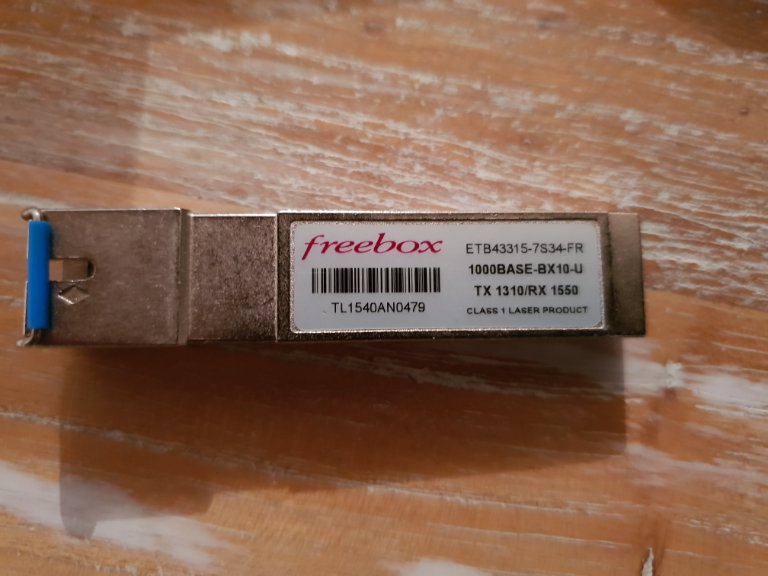 freebox
TL1540AN0479
ETB43315-7S34-FR
1000BASE-BX10-U
TX 1310/RX 1550
CLASS 1 LASER PRODUCT